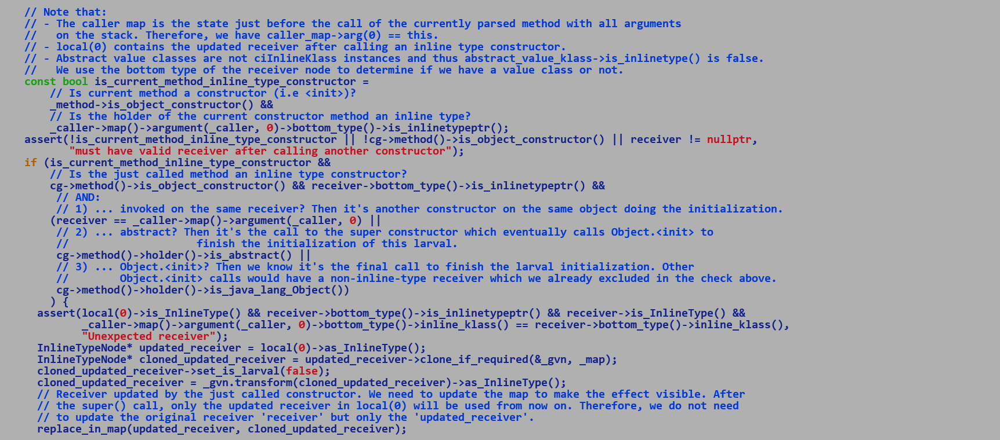 // Note that:
// - The caller map is the state just before the call of the currently parsed method with all arguments
//   on the stack. Therefore, we have caller_map->arg(0) == this.
// - local(0) contains the updated receiver after calling an inline type constructor.
// - Abstract value classes are not ciInlineKlass instances and thus abstract_value_klass->is_inlinetype() is false.
//   We use the bottom type of the receiver node to determine if we have a value class or not.
const bool is_current_method_inline_type_constructor =
    // Is current method a constructor (i.e <init>)?
    _method->is_object_constructor() &&
    // Is the holder of the current constructor method an inline type?
    _caller->map()->argument(_caller, 0)->bottom_type()->is_inlinetypeptr();
assert(!is_current_method_inline_type_constructor || !cg->method()->is_object_constructor() || receiver != nullptr,
       "must have valid receiver after calling another constructor");
if (is_current_method_inline_type_constructor &&
    // Is the just called method an inline type constructor?
    cg->method()->is_object_constructor() && receiver->bottom_type()->is_inlinetypeptr() &&
     // AND:
     // 1) ... invoked on the same receiver? Then it's another constructor on the same object doing the initialization.
    (receiver == _caller->map()->argument(_caller, 0) ||
     // 2) ... abstract? Then it's the call to the super constructor which eventually calls Object.<init> to
     //                    finish the initialization of this larval.
     cg->method()->holder()->is_abstract() ||
     // 3) ... Object.<init>? Then we know it's the final call to finish the larval initialization. Other
     //        Object.<init> calls would have a non-inline-type receiver which we already excluded in the check above.
     cg->method()->holder()->is_java_lang_Object())
    ) {
  assert(local(0)->is_InlineType() && receiver->bottom_type()->is_inlinetypeptr() && receiver->is_InlineType() &&
         _caller->map()->argument(_caller, 0)->bottom_type()->inline_klass() == receiver->bottom_type()->inline_klass(),
         "Unexpected receiver");
  InlineTypeNode* updated_receiver = local(0)->as_InlineType();
  InlineTypeNode* cloned_updated_receiver = updated_receiver->clone_if_required(&_gvn, _map);
  cloned_updated_receiver->set_is_larval(false);
  cloned_updated_receiver = _gvn.transform(cloned_updated_receiver)->as_InlineType();
  // Receiver updated by the just called constructor. We need to update the map to make the effect visible. After
  // the super() call, only the updated receiver in local(0) will be used from now on. Therefore, we do not need
  // to update the original receiver 'receiver' but only the 'updated_receiver'.
  replace_in_map(updated_receiver, cloned_updated_receiver);